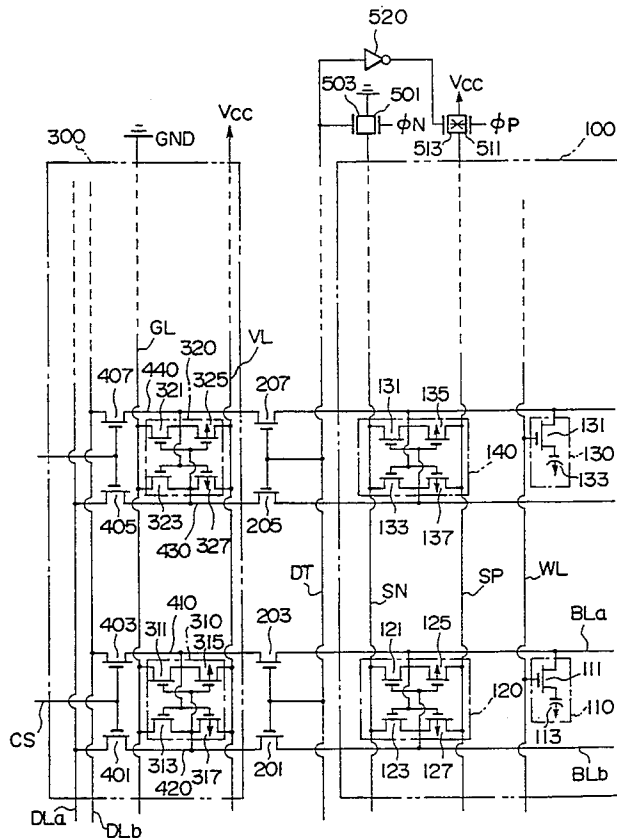 520
503 501 Vcc
ΦN ΦP
513 511
300 GND Vcc 100
GL 320 VL
407 440 321 325 207 131 135
131
130
133
140
405 323 327 205 133 137
430 DT SN SP WL
403 410 310 203 BLa
311 315 121 125
111
120 110
113
CS
401 313 317 201 123 127 BLb
420
DLa
DLb